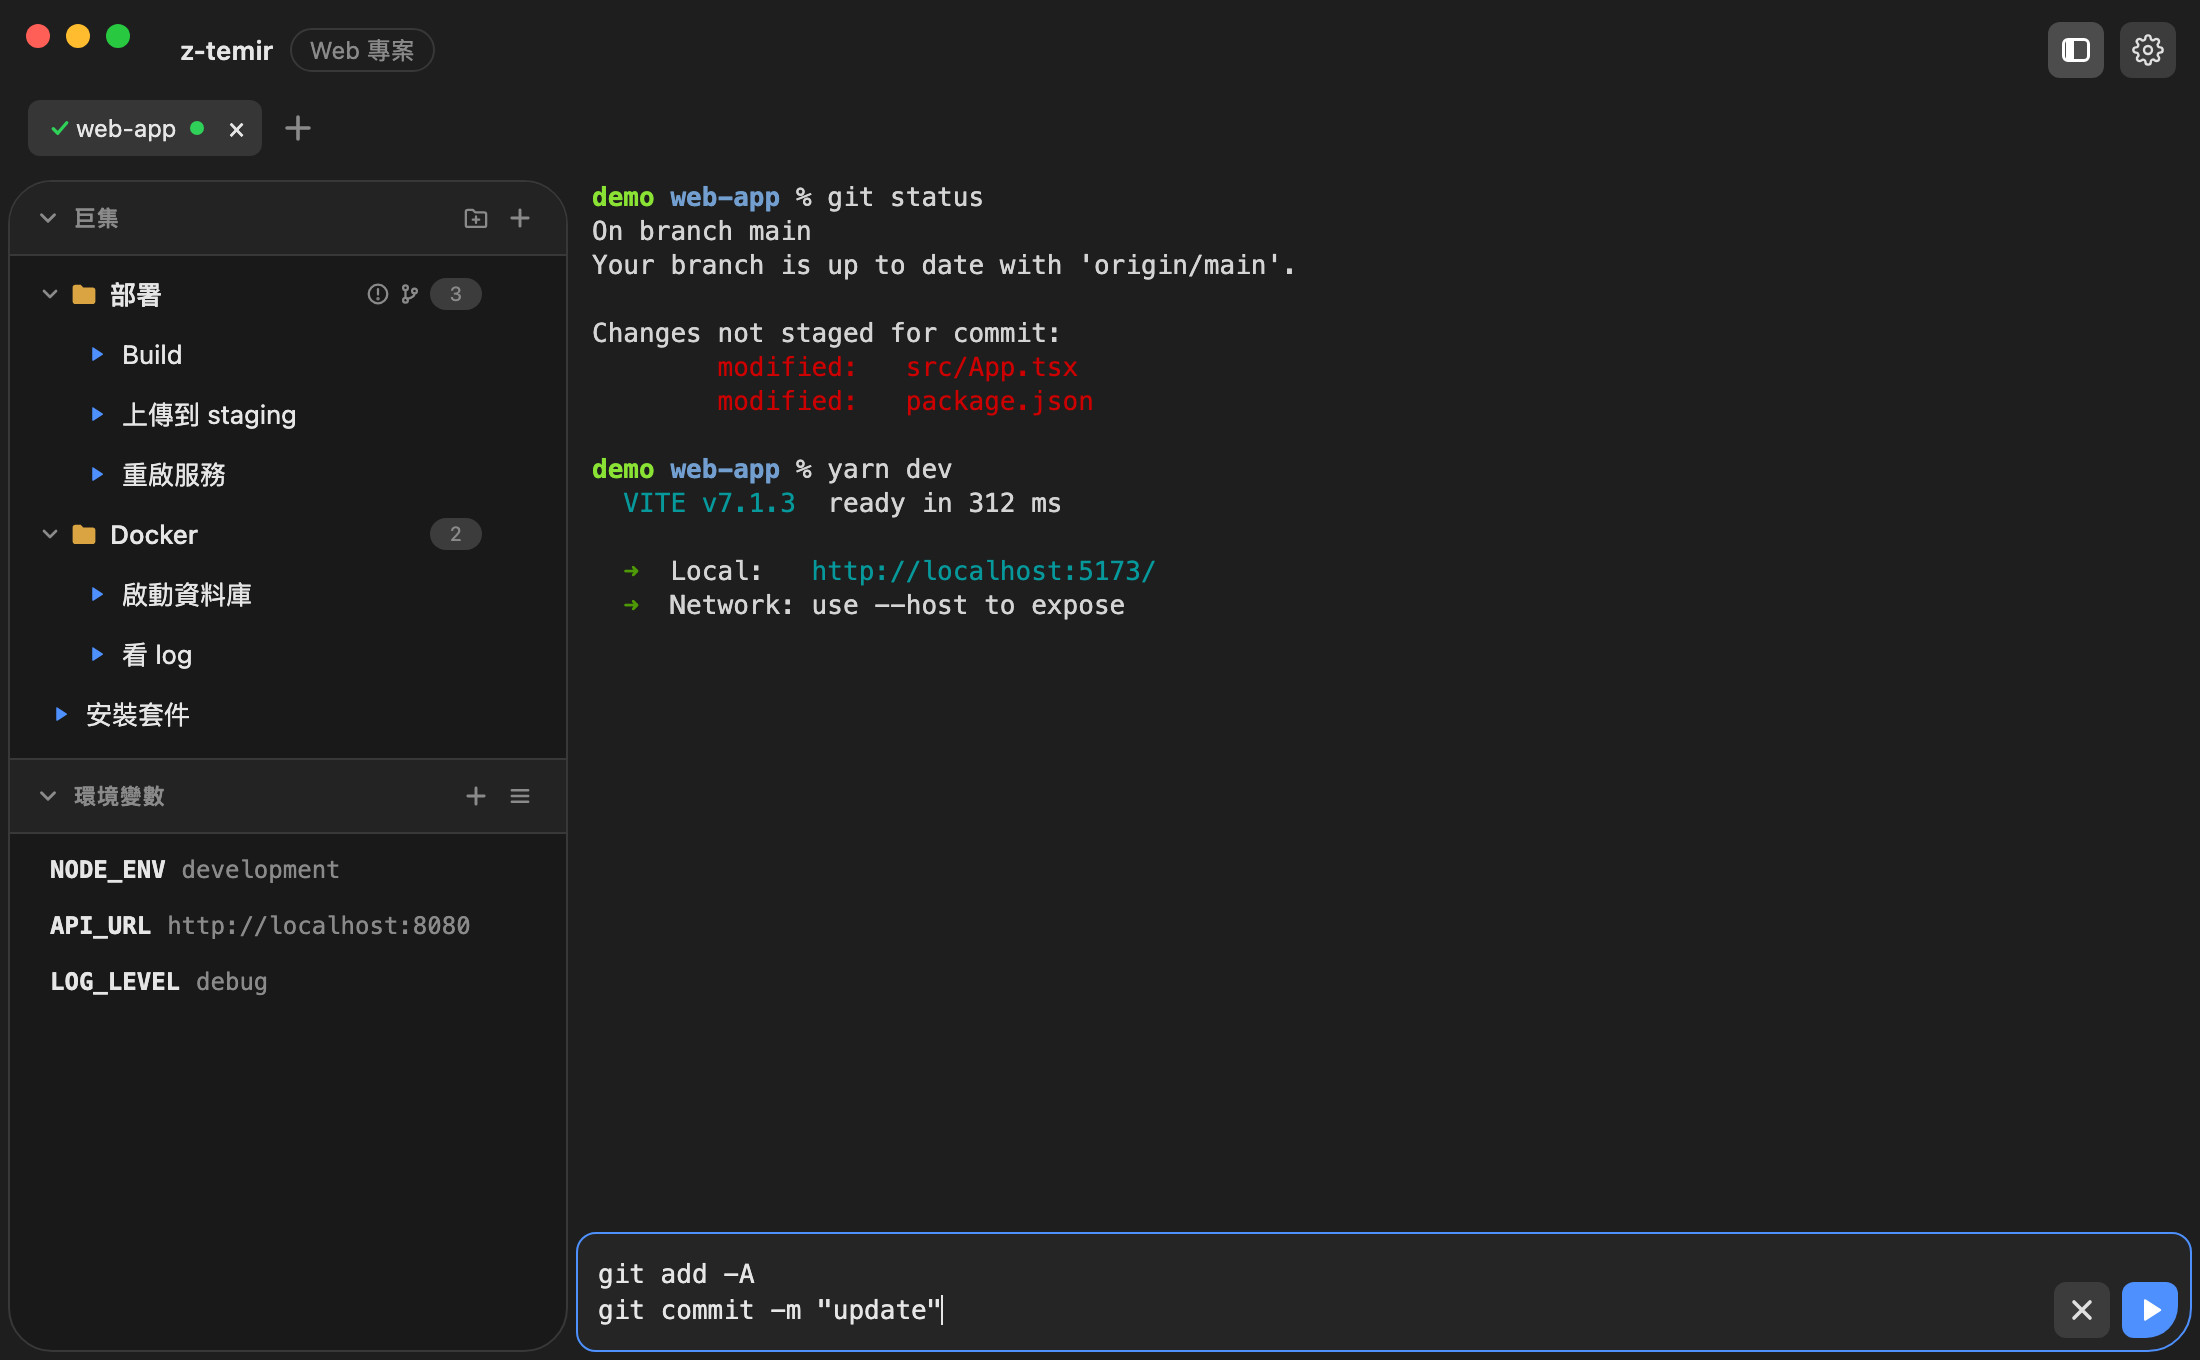 z-temir Web 專案
web-app
巨集
部署 3
Build
上傳到 staging
重啟服務
Docker 2
啟動資料庫
看 log
安裝套件
環境變數
NODE_ENV development
API_URL http://localhost:8080
LOG_LEVEL debug
demo web-app % git status
On branch main
Your branch is up to date with 'origin/main'.
Changes not staged for commit:
modified: src/App.tsx
modified: package.json
demo web-app % yarn dev
VITE v7.1.3 ready in 312 ms
➜ Local: http://localhost:5173/
➜ Network: use --host to expose
git add -A
git commit -m "update"